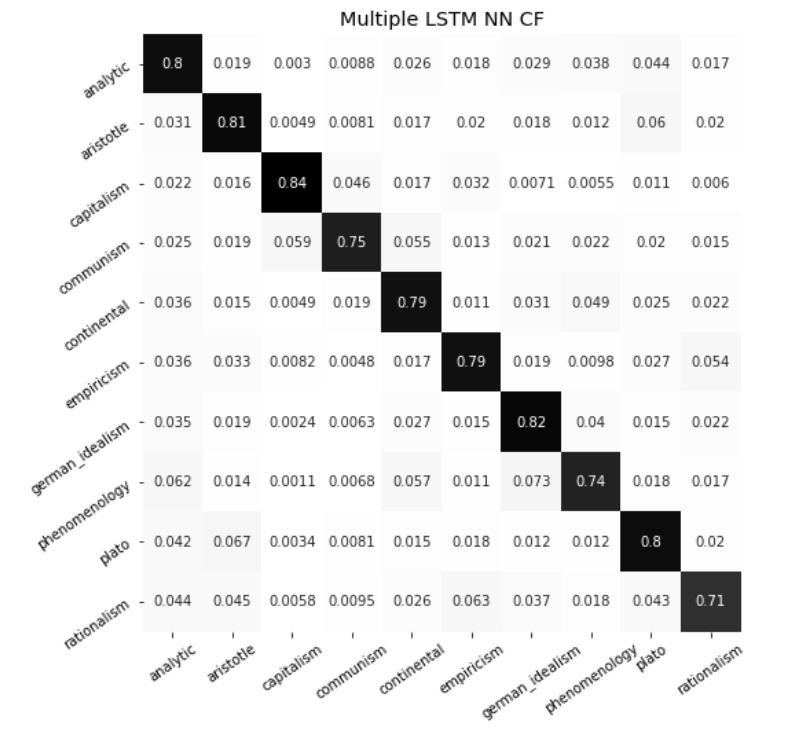 Multiple LSTM NN CF
analytic 0.8 0.019 0.003 0.0088 0.026 0.018 0.029 0.038 0.044 0.017
aristotle 0.031 0.81 0.0049 0.0081 0.017 0.02 0.018 0.012 0.06 0.02
capitalism 0.022 0.016 0.84 0.046 0.017 0.032 0.0071 0.0055 0.011 0.006
communism 0.025 0.019 0.059 0.75 0.055 0.013 0.021 0.022 0.02 0.015
continental 0.036 0.015 0.0049 0.019 0.79 0.011 0.031 0.049 0.025 0.022
empiricism 0.036 0.033 0.0082 0.0048 0.017 0.79 0.019 0.0098 0.027 0.054
german_idealism 0.035 0.019 0.0024 0.0063 0.027 0.015 0.82 0.04 0.015 0.022
phenomenology 0.062 0.014 0.0011 0.0068 0.057 0.011 0.073 0.74 0.018 0.017
plato 0.042 0.067 0.0034 0.0081 0.015 0.018 0.012 0.012 0.8 0.02
rationalism 0.044 0.045 0.0058 0.0095 0.026 0.063 0.037 0.018 0.043 0.71
analytic aristotle capitalism communism continental empiricism german_idealism phenomenology plato rationalism